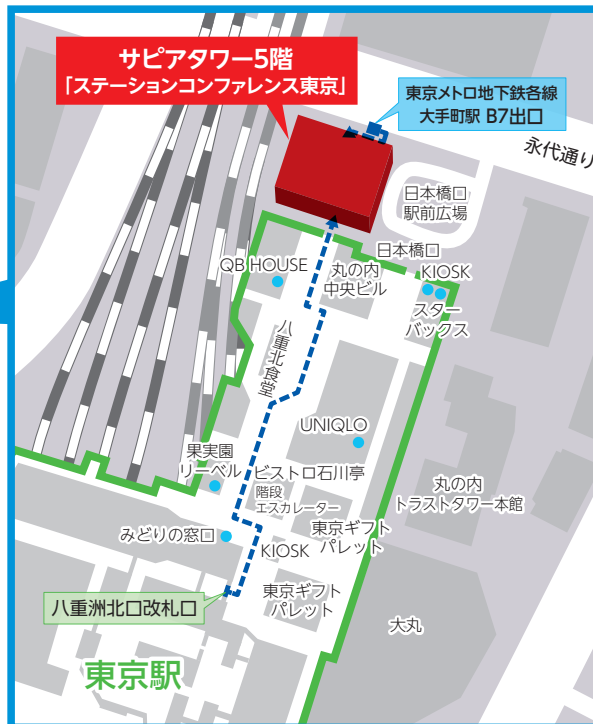 サピアタワー5階
「ステーションコンファレンス東京」
東京メトロ地下鉄各線
大手町駅 B7出口
永代通り
日本橋口
駅前広場
日本橋口
QB HOUSE
丸の内
中央ビル
KIOSK
スター
バックス
八重北食堂
UNIQLO
果実園
リーベル
ビストロ石川亭
階段
エスカレーター
丸の内
トラストタワー本館
みどりの窓口
KIOSK
東京ギフト
パレット
東京ギフト
パレット
八重洲北口改札口
大丸
東京駅